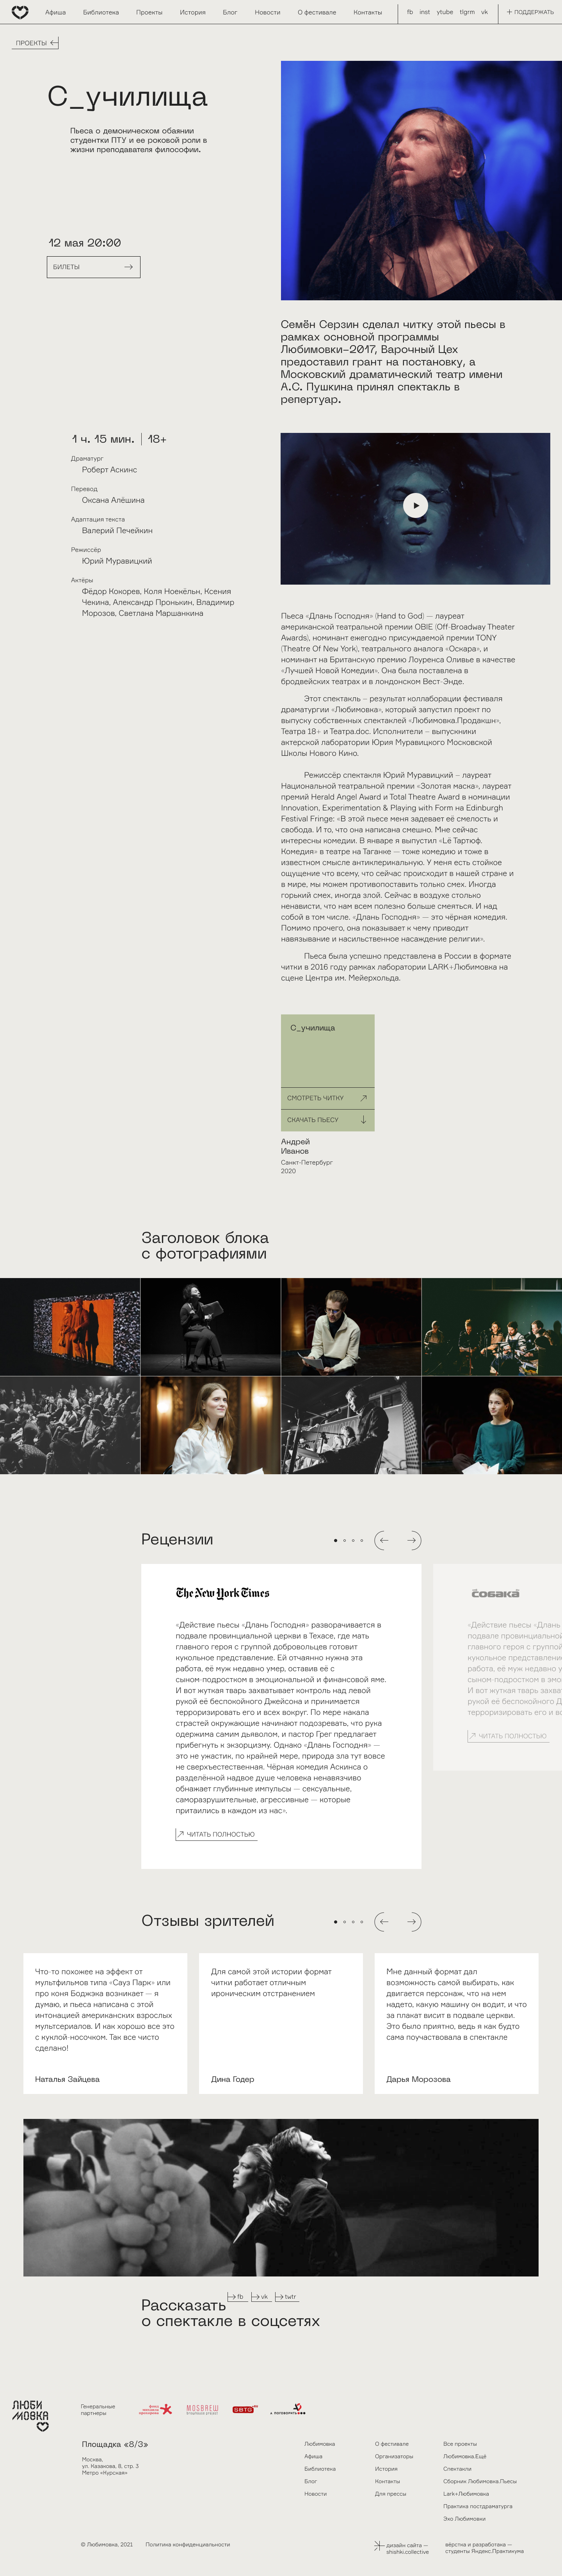 Афиша Библиотека Проекты История Блог Новости О фестивале Контакты fb inst ytube tlgrm vk + ПОДДЕРЖАТЬ
ПРОЕКТЫ ←
С_училища
Пьеса о демоническом обаянии
студентки ПТУ и ее роковой роли в
жизни преподавателя философии.
12 мая 20:00
БИЛЕТЫ →
Семён Серзин сделал читку этой пьесы в
рамках основной программы
Любимовки–2017, Варочный Цех
предоставил грант на постановку, а
Московский драматический театр имени
А.С. Пушкина принял спектакль в
репертуар.
1 ч. 15 мин. | 18+
Драматург
Роберт Аскинс
Перевод
Оксана Алёшина
Адаптация текста
Валерий Печейкин
Режиссёр
Юрий Муравицкий
Актёры
Фёдор Кокорев, Коля Ноекёльн, Ксения
Чекина, Александр Пронькин, Владимир
Морозов, Светлана Маршанкина
Пьеса «Длань Господня» (Hand to God) — лауреат
американской театральной премии OBIE (Off-Broadway Theater
Awards), номинант ежегодно присуждаемой премии TONY
(Theatre Of New York), театрального аналога «Оскара», и
номинант на Британскую премию Лоуренса Оливье в качестве
«Лучшей Новой Комедии». Она была поставлена в
бродвейских театрах и в лондонском Вест-Энде.
Этот спектакль – результат коллаборации фестиваля
драматургии «Любимовка», который запустил проект по
выпуску собственных спектаклей «Любимовка.Продакшн»,
Театра 18+ и Театра.doc. Исполнители – выпускники
актерской лаборатории Юрия Муравицкого Московской
Школы Нового Кино.
Режиссёр спектакля Юрий Муравицкий – лауреат
Национальной театральной премии «Золотая маска», лауреат
премий Herald Angel Award и Total Theatre Award в номинации
Innovation, Experimentation & Playing with Form на Edinburgh
Festival Fringe: «В этой пьесе меня задевает её смелость и
свобода. И то, что она написана смешно. Мне сейчас
интересны комедии. В январе я выпустил «Lё Тартюф.
Комедия» в театре на Таганке — тоже комедию и тоже в
известном смысле антиклерикальную. У меня есть стойкое
ощущение что всему, что сейчас происходит в нашей стране и
в мире, мы можем противопоставить только смех. Иногда
горький смех, иногда злой. Сейчас в воздухе столько
ненависти, что нам всем полезно больше смеяться. И над
собой в том числе. «Длань Господня» — это чёрная комедия.
Помимо прочего, она показывает к чему приводит
навязывание и насильственное насаждение религии».
Пьеса была успешно представлена в России в формате
читки в 2016 году рамках лаборатории LARK+Любимовка на
сцене Центра им. Мейерхольда.
С_училища
СМОТРЕТЬ ЧИТКУ ↗
СКАЧАТЬ ПЬЕСУ ↓
Андрей
Иванов
Санкт-Петербург
2020
Заголовок блока
с фотографиями
Рецензии ← →
The New York Times
«Действие пьесы «Длань Господня» разворачивается в
подвале провинциальной церкви в Техасе, где мать
главного героя с группой добровольцев готовит
кукольное представление. Ей отчаянно нужна эта
работа, её муж недавно умер, оставив её с
сыном-подростком в эмоциональной и финансовой яме.
И вот жуткая тварь захватывает контроль над левой
рукой её беспокойного Джейсона и принимается
терроризировать его и всех вокруг. По мере накала
страстей окружающие начинают подозревать, что рука
одержима самим дьяволом, и пастор Грег предлагает
прибегнуть к экзорцизму. Однако «Длань Господня» —
это не ужастик, по крайней мере, природа зла тут вовсе
не сверхъестественная. Чёрная комедия Аскинса о
разделённой надвое душе человека ненавязчиво
обнажает глубинные импульсы — сексуальные,
саморазрушительные, агрессивные — которые
притаились в каждом из нас».
↗ ЧИТАТЬ ПОЛНОСТЬЮ
собака
«Действие пьесы «Длань
подвале провинциальной
главного героя с группой
кукольное представление
работа, её муж недавно у
сыном-подростком в эмо
И вот жуткая тварь захва
рукой её беспокойного Д
терроризировать его и во
↗ ЧИТАТЬ ПОЛНОСТЬЮ
Отзывы зрителей ← →
Что-то похожее на эффект от
мультфильмов типа «Сауз Парк» или
про коня Боджэка возникает — я
думаю, и пьеса написана с этой
интонацией американских взрослых
мультсериалов. И как хорошо все это
с куклой-носочком. Так все чисто
сделано!
Наталья Зайцева
Для самой этой истории формат
читки работает отличным
ироническим отстранением
Дина Годер
Мне данный формат дал
возможность самой выбирать, как
двигается персонаж, что на нем
надето, какую машину он водит, и что
за плакат висит в подвале церкви.
Это было приятно, ведь я как будто
сама поучаствовала в спектакле
Дарья Морозова
Рассказать
о спектакле в соцсетях
fb vk twtr
ЛЮБИ
МОВКА
Генеральные
партнеры
MOSBREW
SBTG
А ПОГОВОРИТЬ
Площадка «8/3»
Москва,
ул. Казакова, 8, стр. 3
Метро «Курская»
Любимовка
Афиша
Библиотека
Блог
Новости
О фестивале
Организаторы
История
Контакты
Для прессы
Все проекты
Любимовка.Ещё
Спектакли
Сборник Любимовка.Пьесы
Lark+Любимовка
Практика постдраматурга
Эхо Любимовки
© Любимовка, 2021 Политика конфиденциальности
дизайн сайта —
shishki.collective
вёрстка и разработка —
студенты Яндекс.Практикума